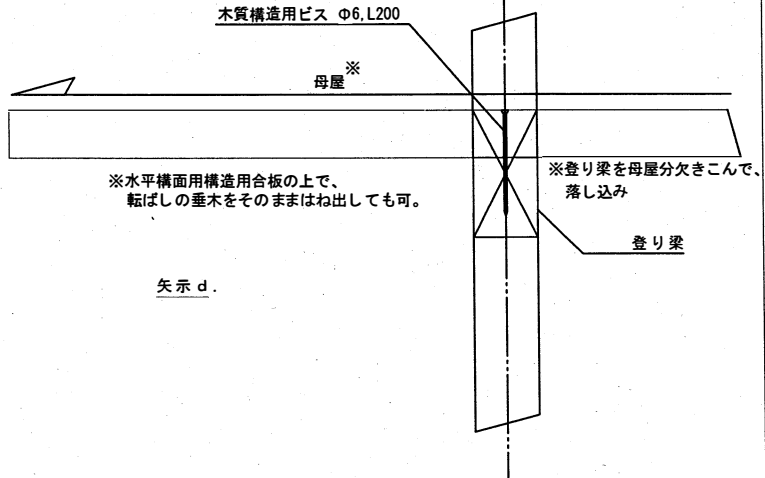 木質構造用ビス Φ6,L200
母屋※
※水平構面用構造用合板の上で、
転ばしの垂木をそのままはね出しても可。
※登り梁を母屋分欠きこんで、
落し込み
登り梁
矢示 d.